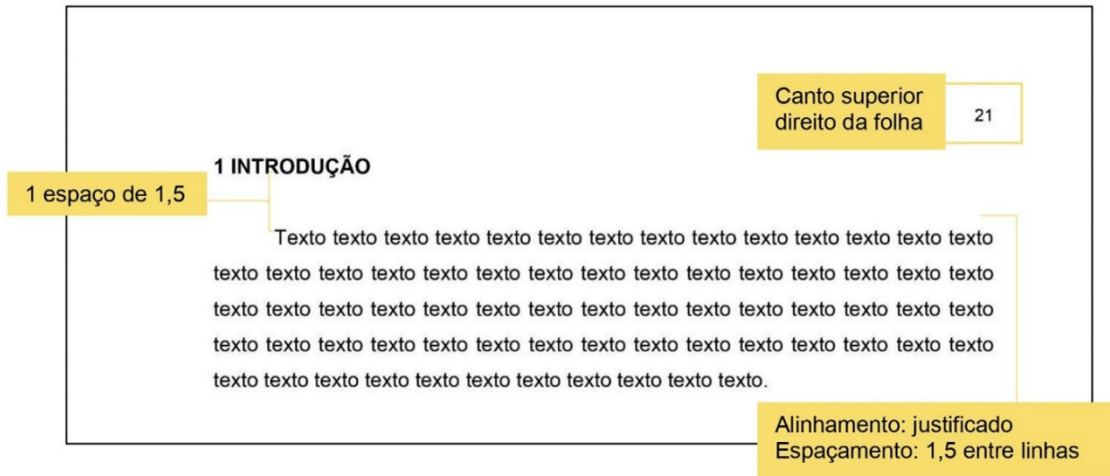 Canto superior
direito da folha
21
1 INTRODUÇÃO
1 espaço de 1,5
Texto texto texto texto texto texto texto texto texto texto texto texto texto texto
texto texto texto texto texto texto texto texto texto texto texto texto texto texto texto
texto texto texto texto texto texto texto texto texto texto texto texto texto texto texto
texto texto texto texto texto texto texto texto texto texto texto texto texto texto texto
texto texto texto texto texto texto texto texto texto texto texto.
Alinhamento: justificado
Espaçamento: 1,5 entre linhas